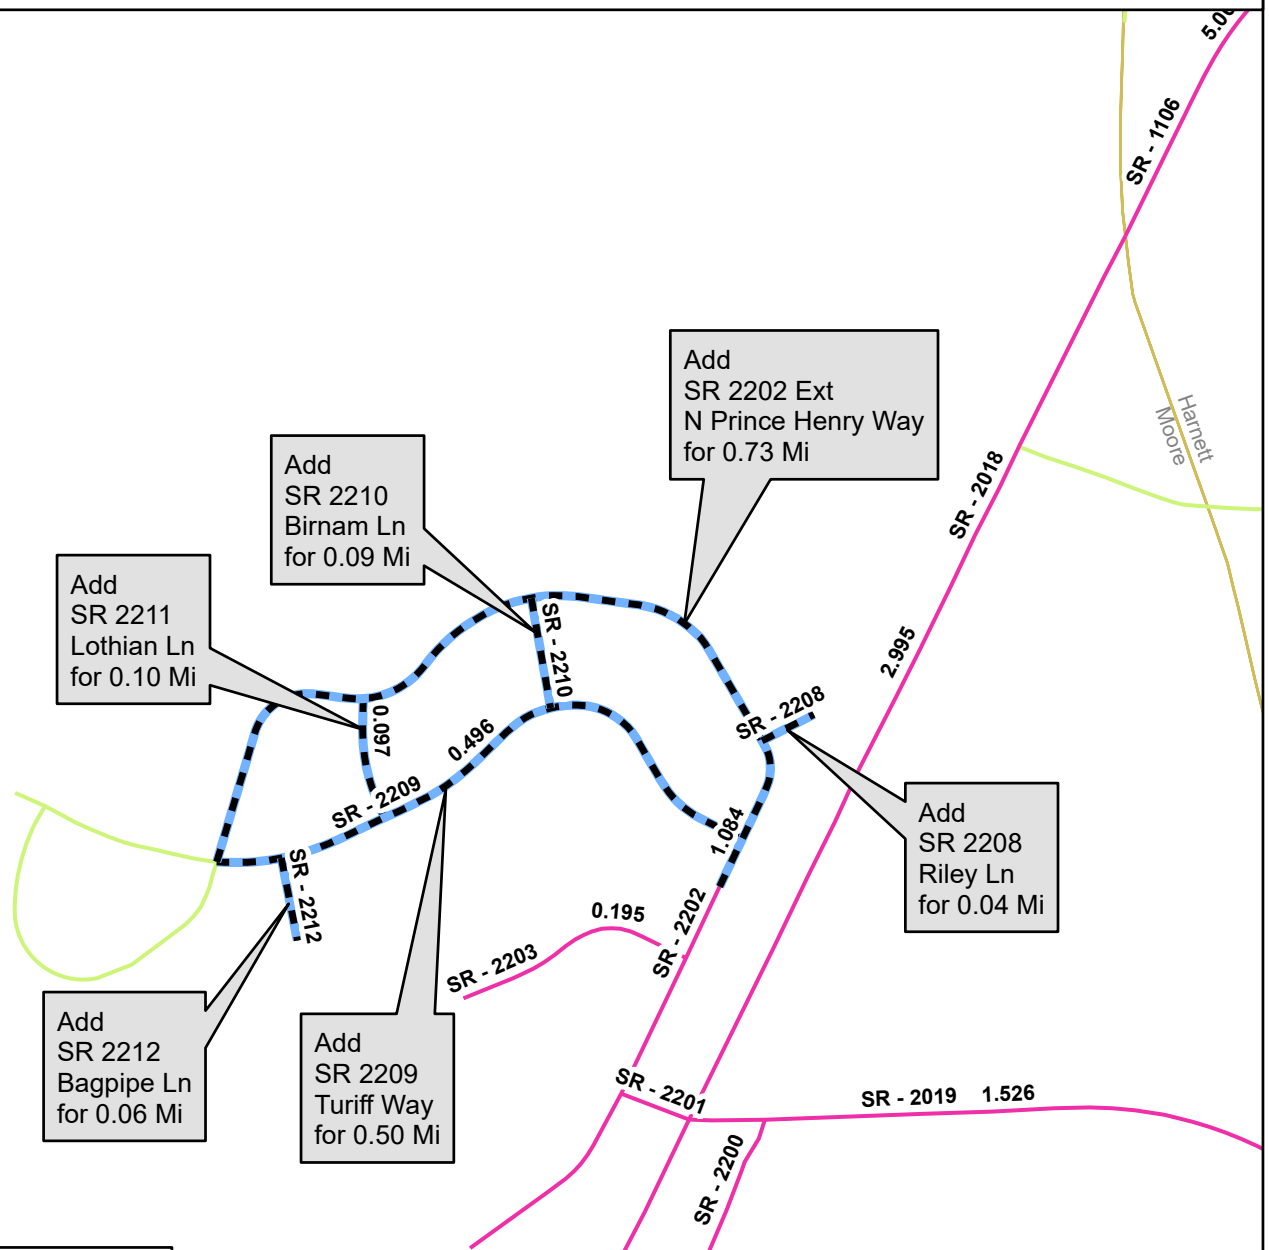 5.0
SR - 1106
Harnett
Moore
SR - 2018
2.995
Add
SR 2202 Ext
N Prince Henry Way
for 0.73 Mi
Add
SR 2210
Birnam Ln
for 0.09 Mi
Add
SR 2211
Lothian Ln
for 0.10 Mi
SR - 2210
0.097
0.496
SR - 2209
SR - 2208
1.084
Add
SR 2208
Riley Ln
for 0.04 Mi
SR - 2212
SR - 2202
0.195
SR - 2203
Add
SR 2212
Bagpipe Ln
for 0.06 Mi
Add
SR 2209
Turiff Way
for 0.50 Mi
SR - 2201
SR - 2019 1.526
SR - 2200